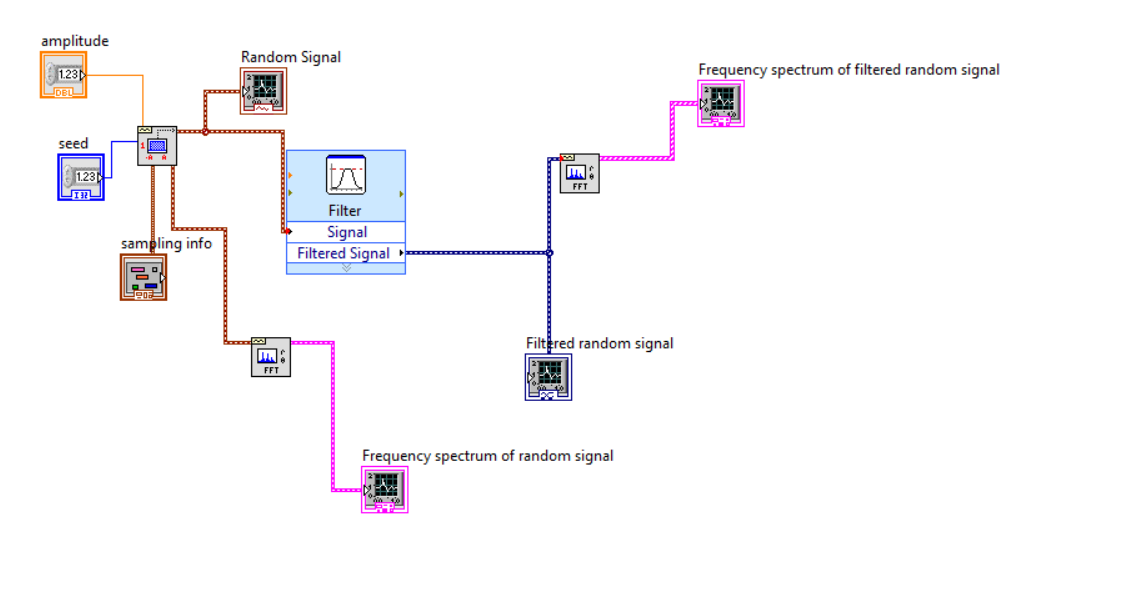 amplitude
1.23
DBL
Random Signal
Frequency spectrum of filtered random signal
seed
1.23
I32
1
-A A
Filter
Signal
Filtered Signal
sampling info
FFT
Filtered random signal
FFT
Frequency spectrum of random signal